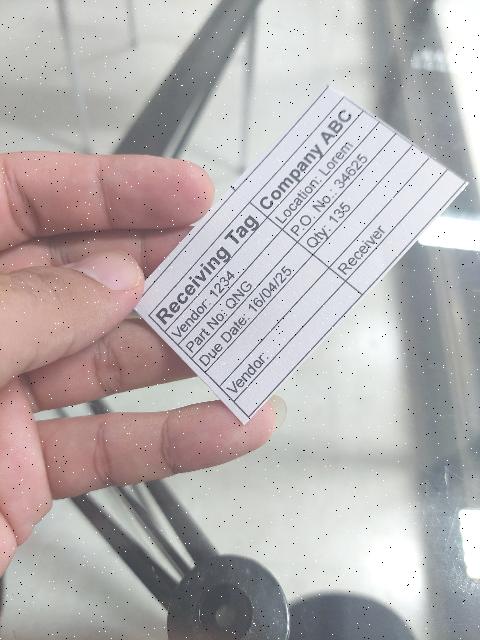 Receiving Tag Company ABC
Vendor: 1234 Location: Lorem
Part No: QNG P.O. No.: 34625
Due Date: 16/04/25 Qty: 135
Vendor: Receiver